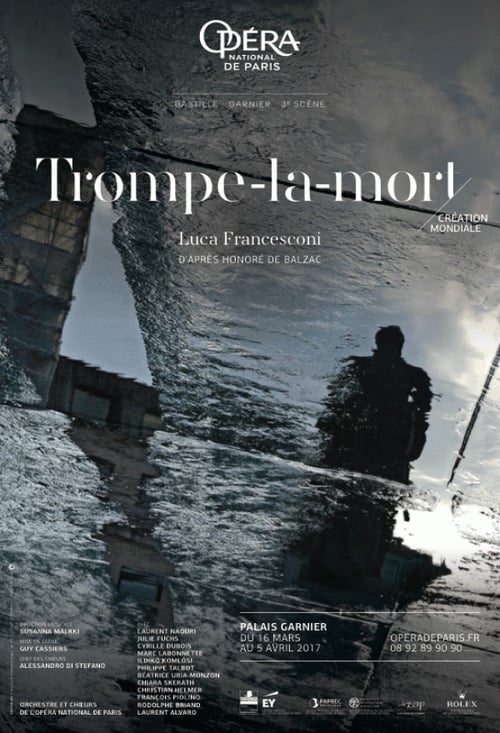 OPÉRA
NATIONAL
DE PARIS
BASTILLE GARNIER 3e SCÈNE
Trompe-la-mort
CRÉATION
MONDIALE
Luca Francesconi
D'APRÈS HONORÉ DE BALZAC
DIRECTION MUSICALE
SUSANNA MÄLKKI
MISE EN SCÈNE
GUY CASSIERS
CHEF DES CHŒURS
ALESSANDRO DI STEFANO
ORCHESTRE ET CHŒURS
DE L'OPÉRA NATIONAL DE PARIS
AVEC
LAURENT NAOURI
JULIE FUCHS
CYRILLE DUBOIS
MARC LABONNETTE
ILDIKÓ KOMLÓSI
PHILIPPE TALBOT
BÉATRICE URIA-MONZON
CHIARA SKERATH
CHRISTIAN HELMER
FRANÇOIS PIOLINO
RODOLPHE BRIAND
LAURENT ALVARO
PALAIS GARNIER
DU 16 MARS
AU 5 AVRIL 2017
OPERADEPARIS.FR
08 92 89 90 90
EY
PAPREC
ROLEX